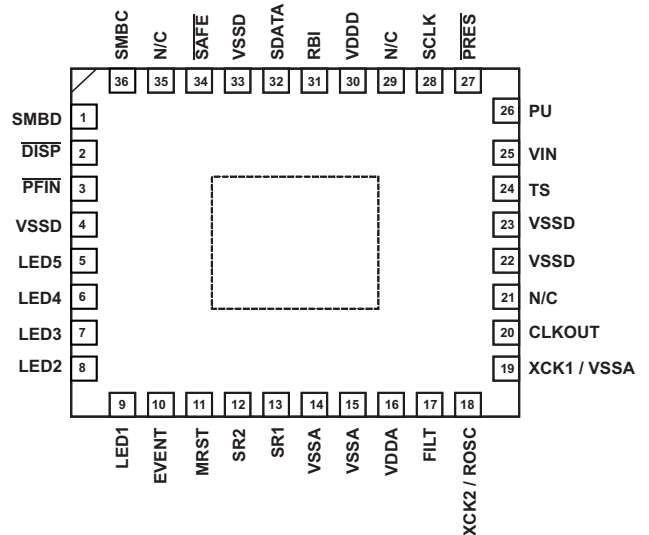 SMBC N/C SAFE VSSD SDATA RBI VDDD N/C SCLK PRES
36 35 34 33 32 31 30 29 28 27
SMBD 1
DISP 2
PFIN 3
VSSD 4
LED5 5
LED4 6
LED3 7
LED2 8
26 PU
25 VIN
24 TS
23 VSSD
22 VSSD
21 N/C
20 CLKOUT
19 XCK1 / VSSA
9 10 11 12 13 14 15 16 17 18
LED1 EVENT MRST SR2 SR1 VSSA VSSA VDDA FILT XCK2 / ROSC